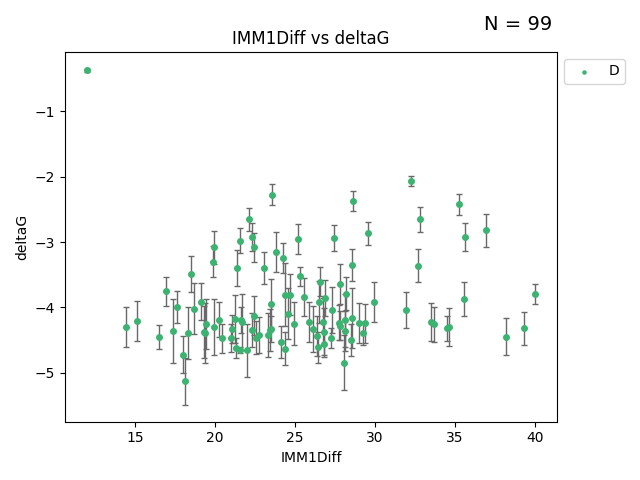 N = 99
IMM1Diff vs deltaG
D
−1
−2
−3
−4
−5
deltaG
15 20 25 30 35 40
IMM1Diff